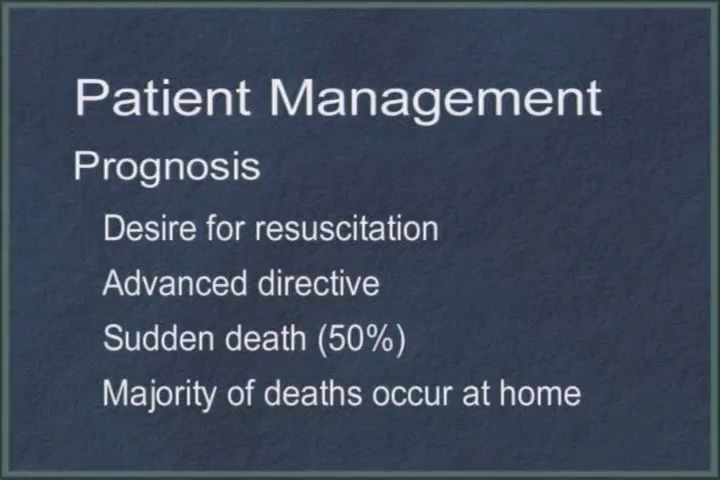 Patient Management
Prognosis
Desire for resuscitation
Advanced directive
Sudden death (50%)
Majority of deaths occur at home